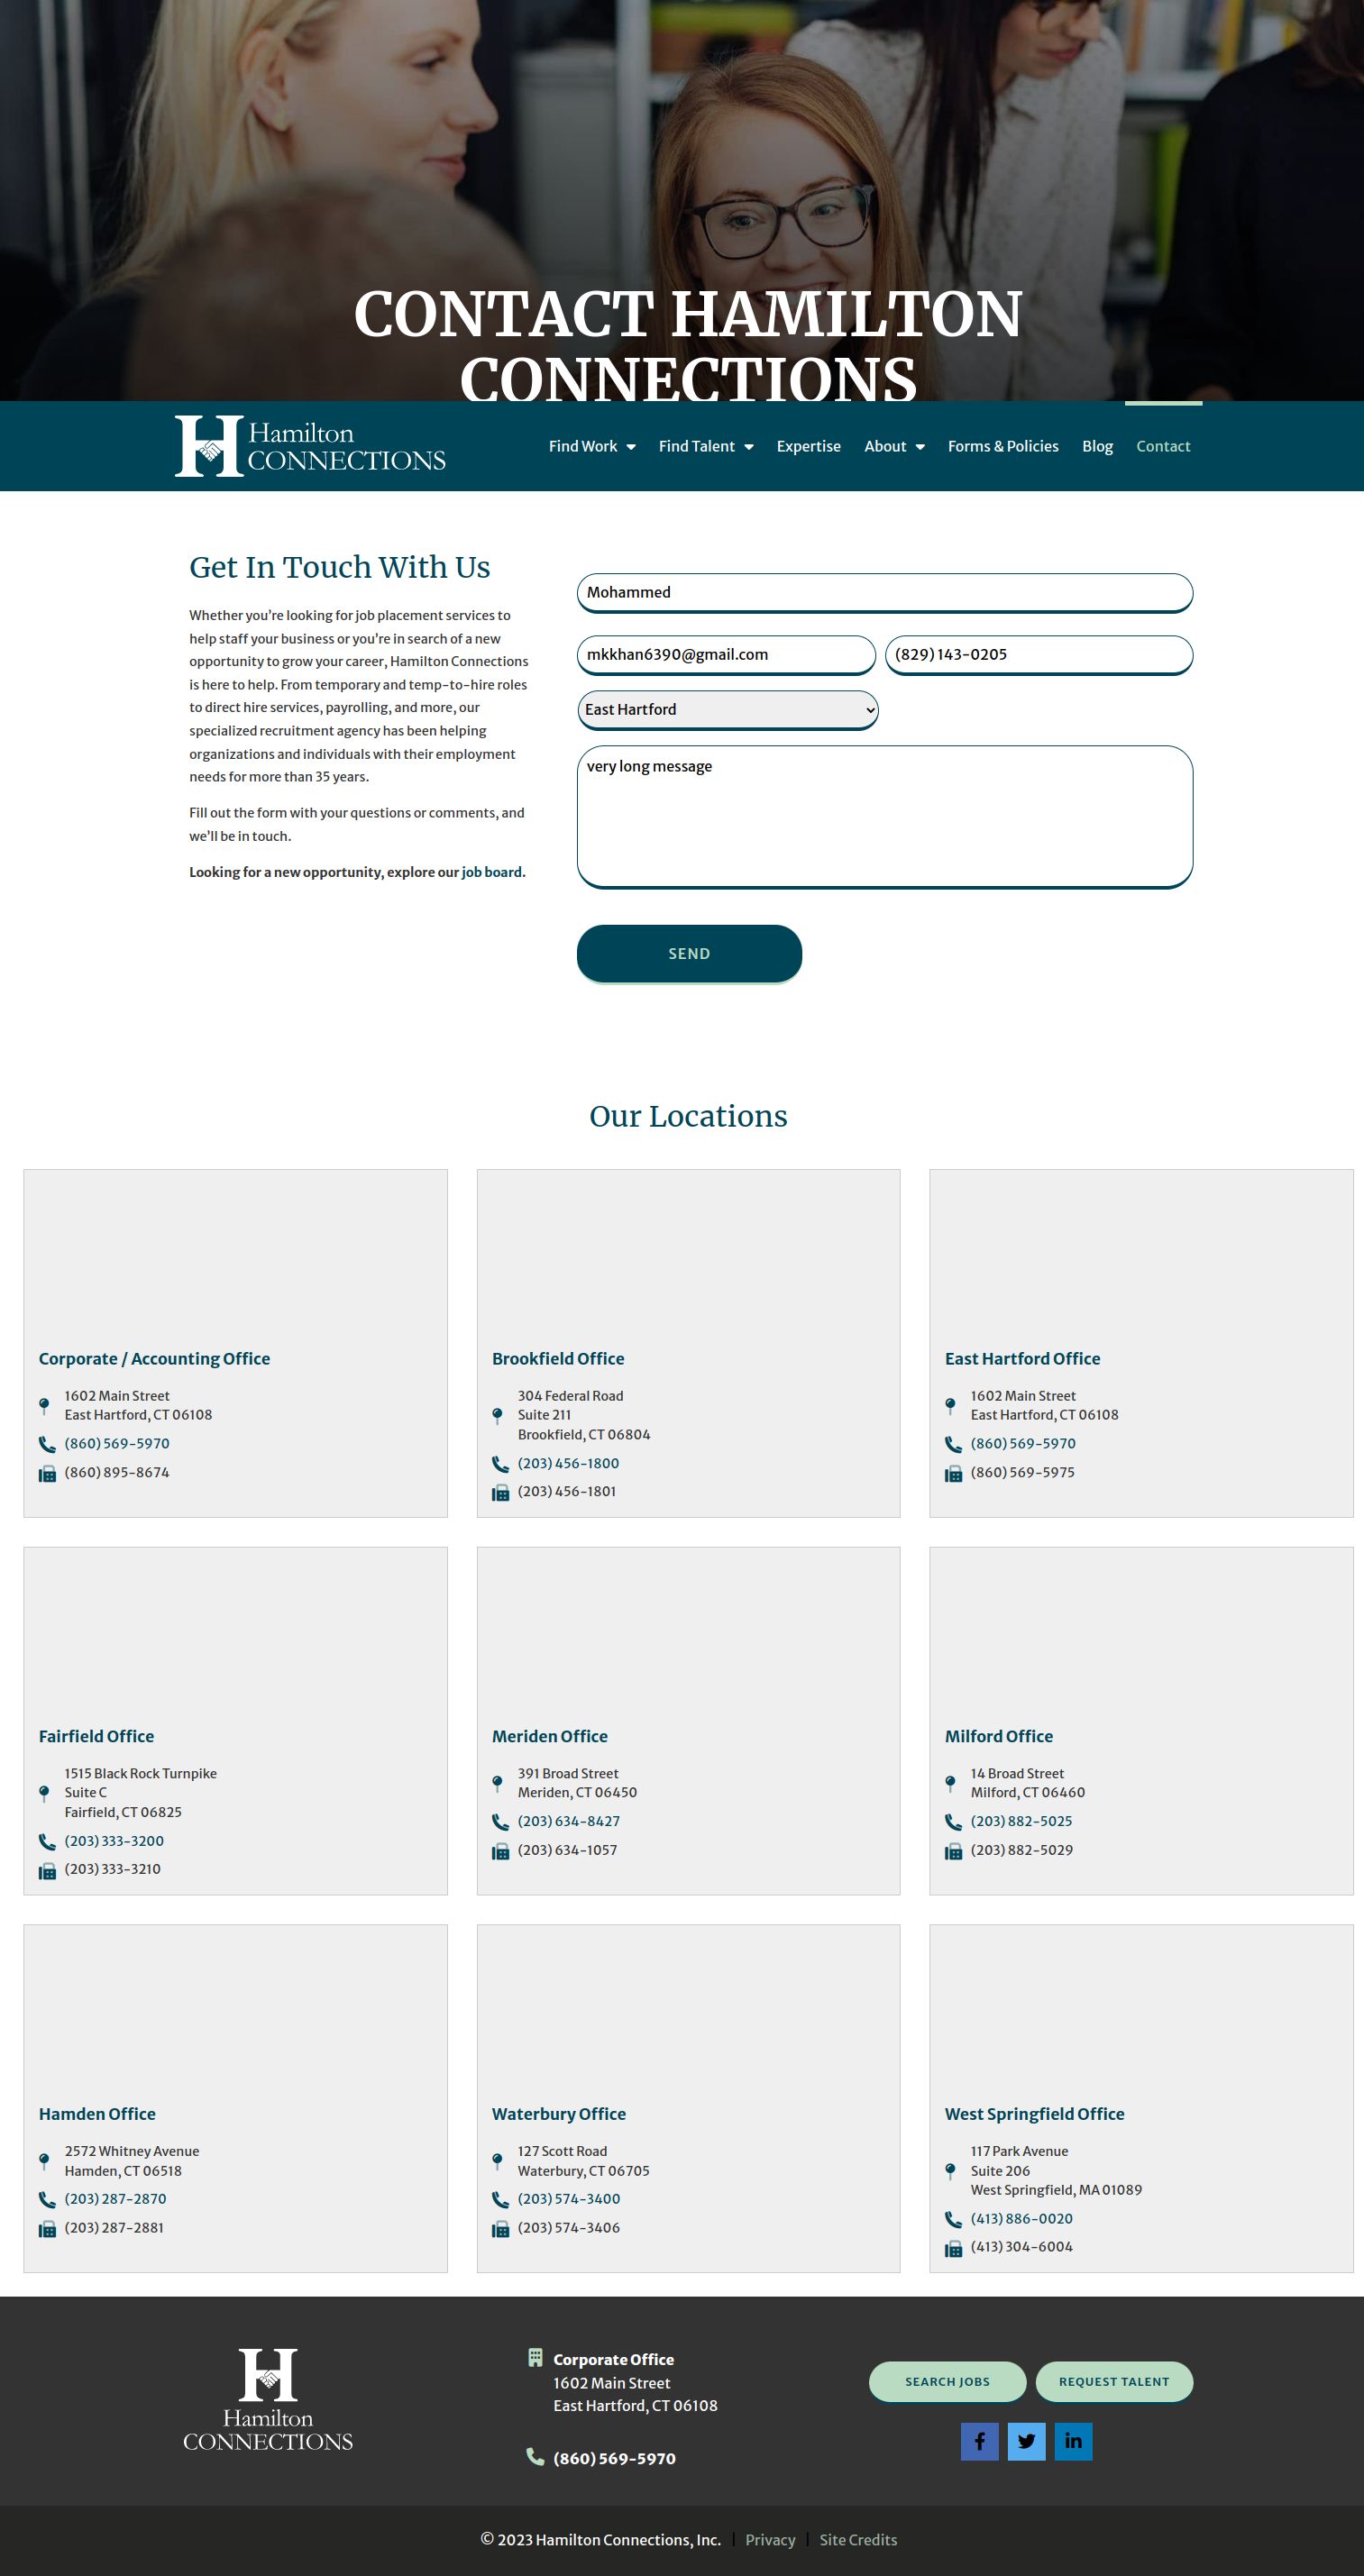 CONTACT HAMILTON
CONNECTIONS
Hamilton
CONNECTIONS
Find Work
Find Talent
Expertise
About
Forms & Policies
Blog
Contact
Get In Touch With Us
Whether you’re looking for job placement services to
help staff your business or you’re in search of a new
opportunity to grow your career, Hamilton Connections
is here to help. From temporary and temp-to-hire roles
to direct hire services, payrolling, and more, our
specialized recruitment agency has been helping
organizations and individuals with their employment
needs for more than 35 years.
Fill out the form with your questions or comments, and
we’ll be in touch.
Looking for a new opportunity, explore our job board.
Mohammed
mkkhan6390@gmail.com
(829) 143-0205
East Hartford
very long message
SEND
Our Locations
Corporate / Accounting Office
1602 Main Street
East Hartford, CT 06108
(860) 569-5970
(860) 895-8674
Brookfield Office
304 Federal Road
Suite 211
Brookfield, CT 06804
(203) 456-1800
(203) 456-1801
East Hartford Office
1602 Main Street
East Hartford, CT 06108
(860) 569-5970
(860) 569-5975
Fairfield Office
1515 Black Rock Turnpike
Suite C
Fairfield, CT 06825
(203) 333-3200
(203) 333-3210
Meriden Office
391 Broad Street
Meriden, CT 06450
(203) 634-8427
(203) 634-1057
Milford Office
14 Broad Street
Milford, CT 06460
(203) 882-5025
(203) 882-5029
Hamden Office
2572 Whitney Avenue
Hamden, CT 06518
(203) 287-2870
(203) 287-2881
Waterbury Office
127 Scott Road
Waterbury, CT 06705
(203) 574-3400
(203) 574-3406
West Springfield Office
117 Park Avenue
Suite 206
West Springfield, MA 01089
(413) 886-0020
(413) 304-6004
Hamilton
CONNECTIONS
Corporate Office
1602 Main Street
East Hartford, CT 06108
(860) 569-5970
SEARCH JOBS
REQUEST TALENT
© 2023 Hamilton Connections, Inc. | Privacy | Site Credits